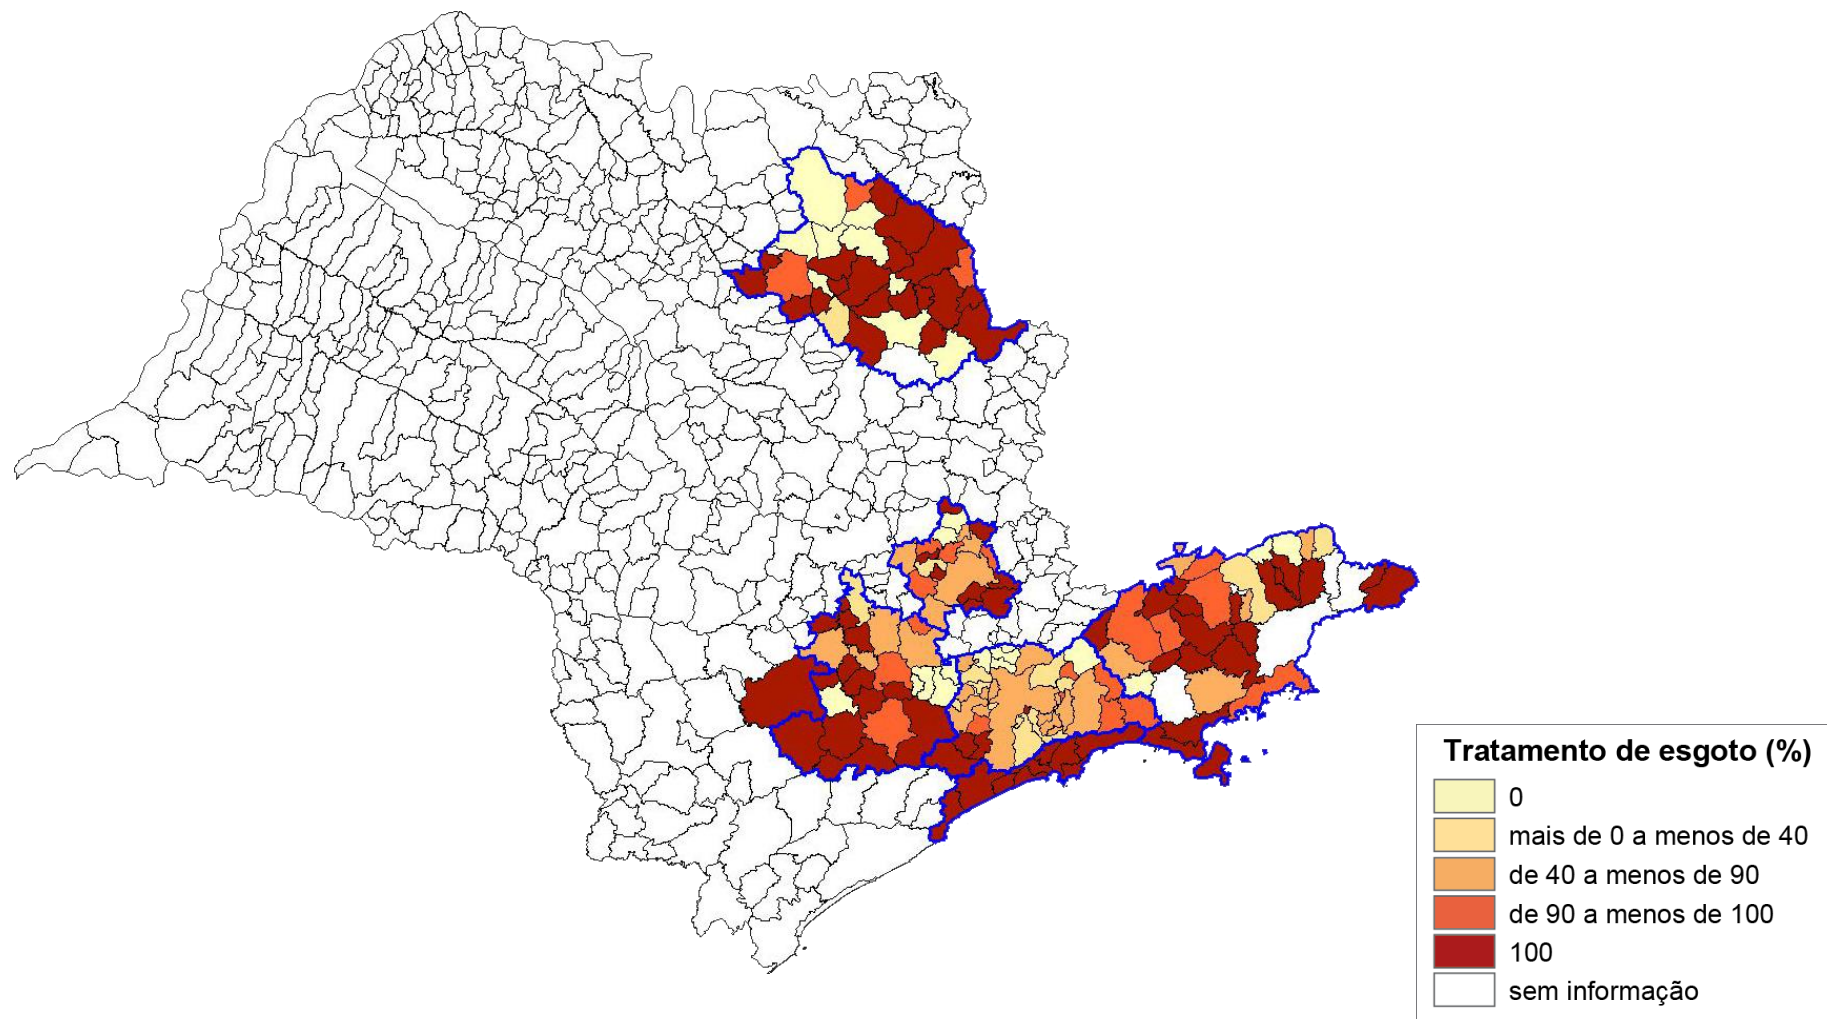 Tratamento de esgoto (%)
0
mais de 0 a menos de 40
de 40 a menos de 90
de 90 a menos de 100
100
sem informação